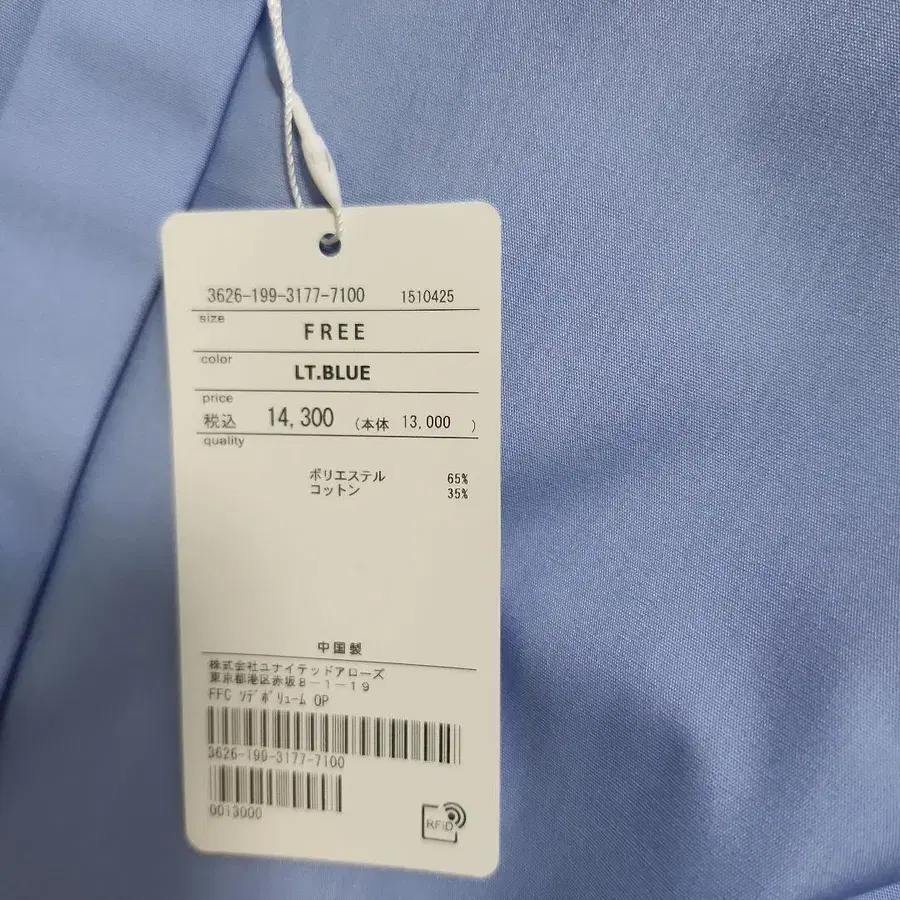 3626-199-3177-7100 1510425
size
FREE
color
LT.BLUE
price
税込 14,300 (本体 13,000 )
quality
ポリエステル 65%
コットン 35%
中国製
株式会社ユナイテッドアローズ
東京都港区赤坂8-1-19
FFC ソデボリューム OP
3626-199-3177-7100
0013000
RFiD